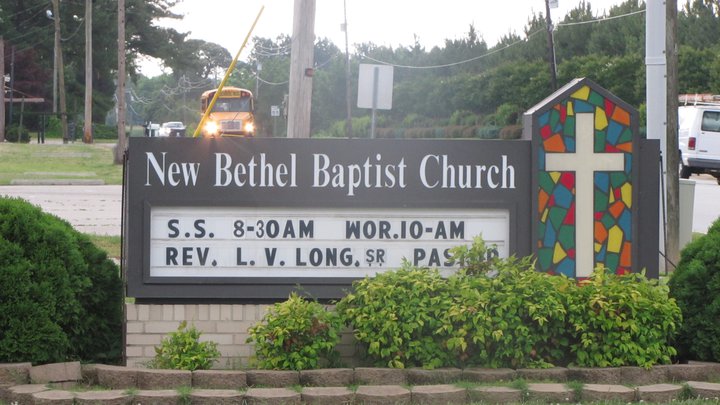 New Bethel Baptist Church
S.S. 8-30AM WOR.10-AM
REV. L. V. LONG. SR PASTOR